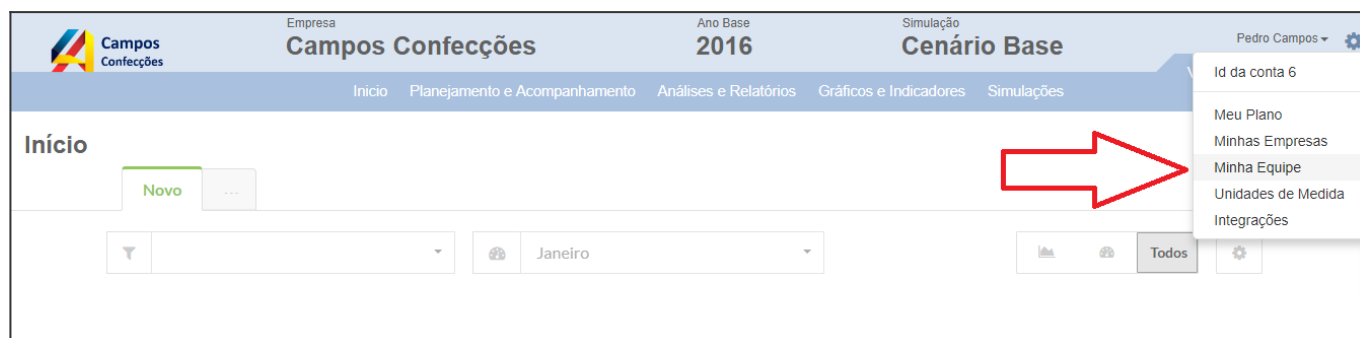 Campos
Confecções
Empresa
Campos Confecções
Ano Base
2016
Simulação
Cenário Base
Pedro Campos
Inicio Planejamento e Acompanhamento Análises e Relatórios Gráficos e Indicadores Simulações
Id da conta 6
Meu Plano
Minhas Empresas
Minha Equipe
Unidades de Medida
Integrações
Início
Novo ...
Janeiro
Todos